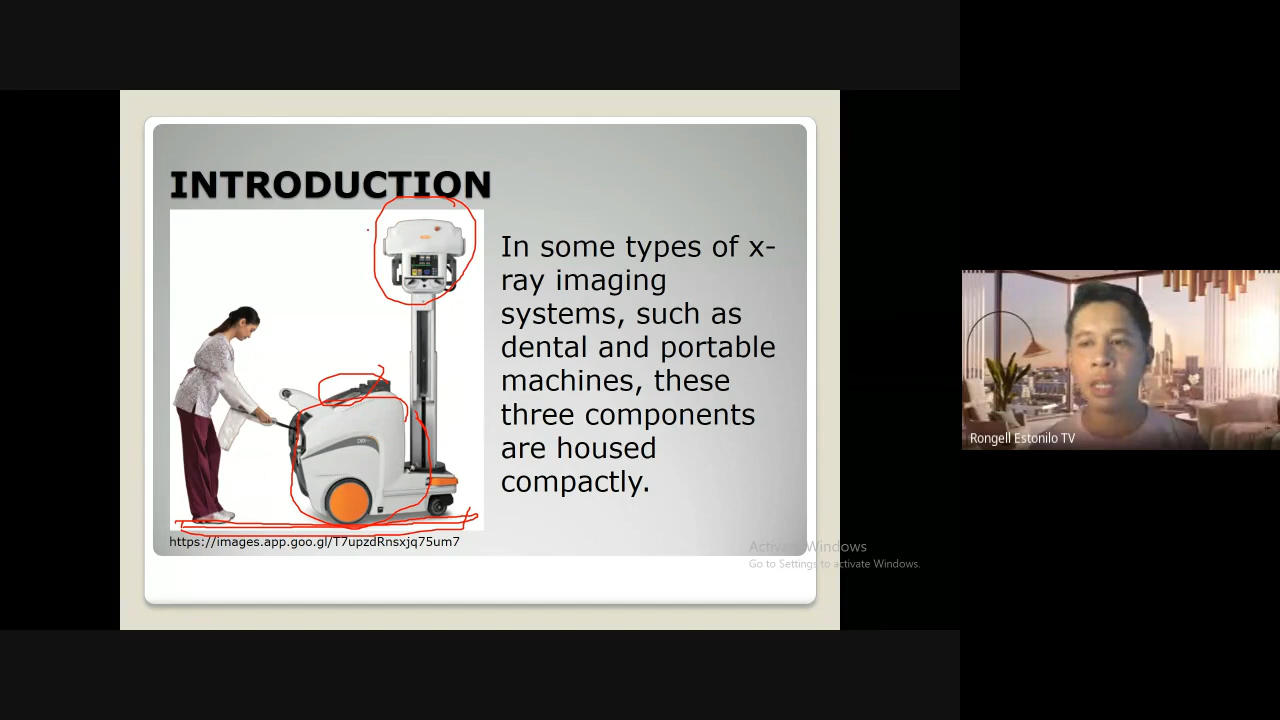 INTRODUCTION
In some types of x-
ray imaging
systems, such as
dental and portable
machines, these
three components
are housed
compactly.
https://images.app.goo.gl/T7upzdRnsxjq75um7
Activate Windows
Go to Settings to activate Windows.
Rongell Estonilo TV